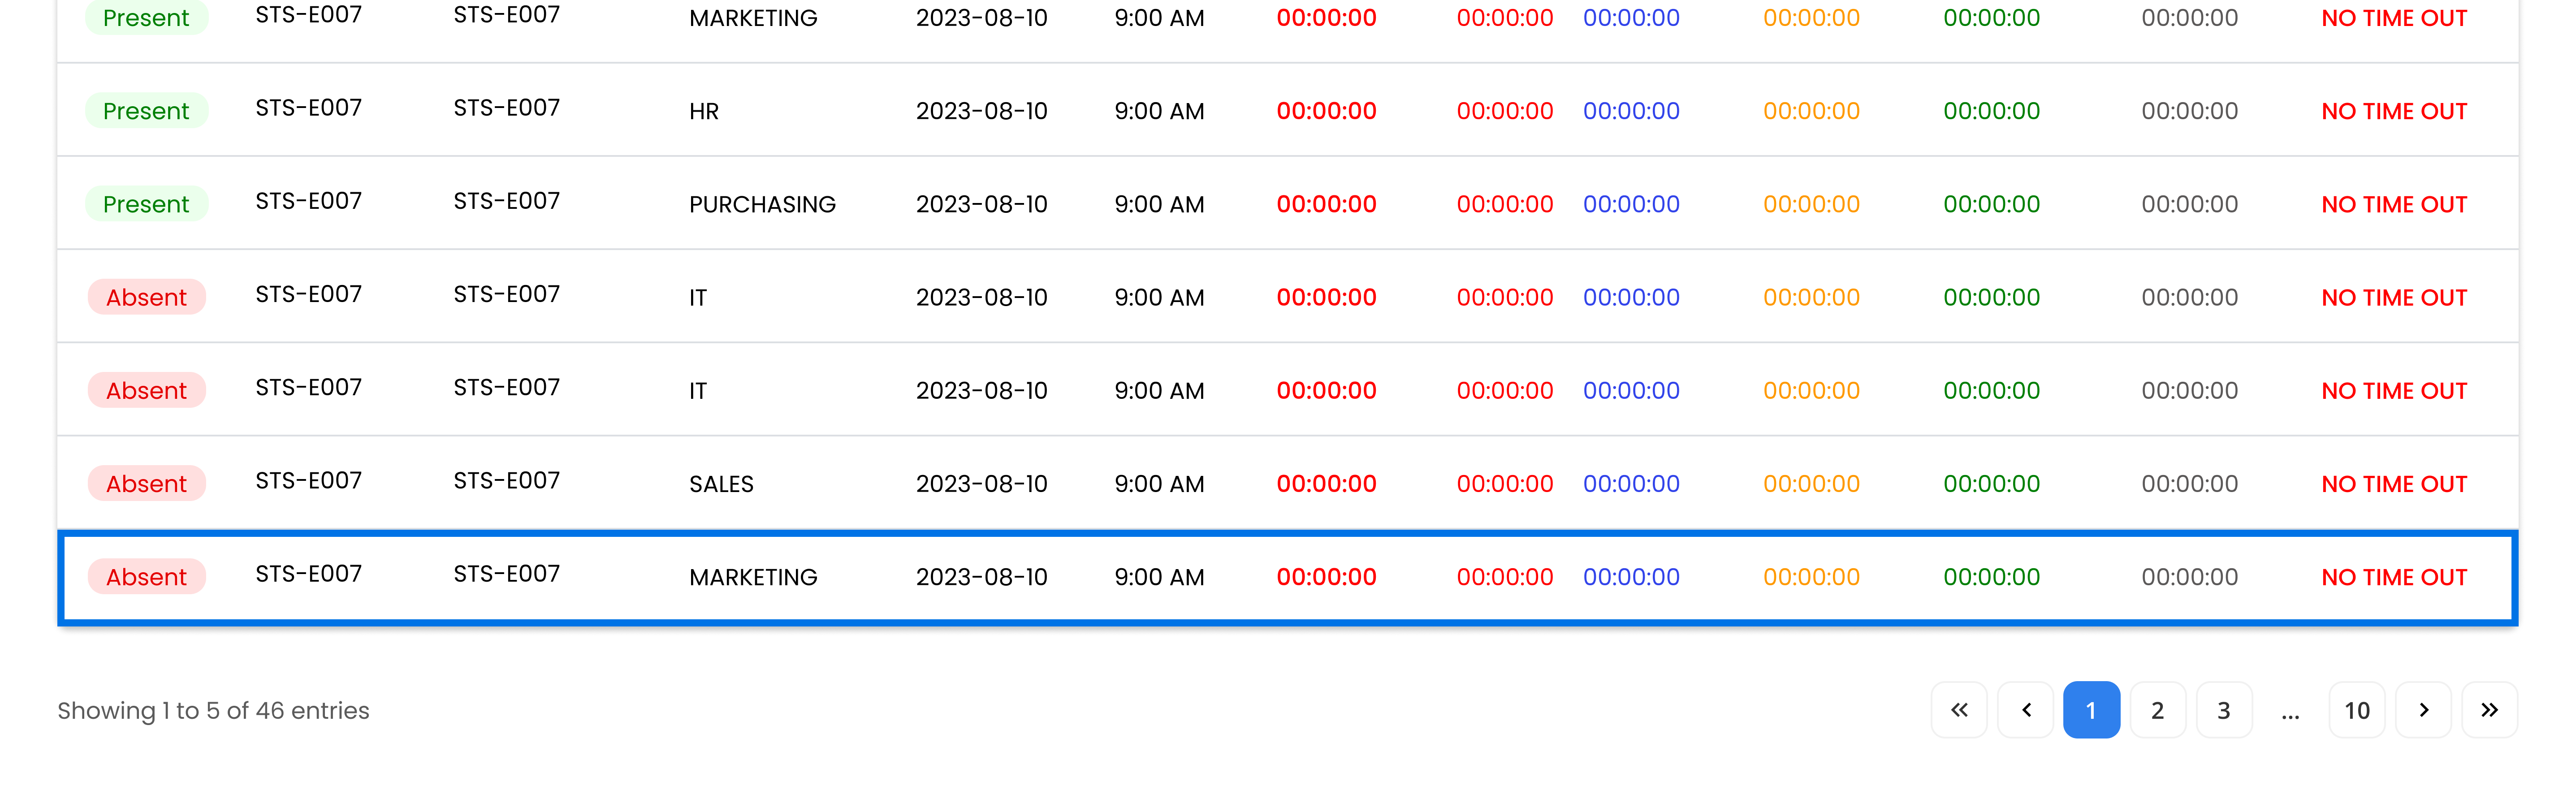 Present STS-E007 STS-E007 MARKETING 2023-08-10 9:00 AM 00:00:00 00:00:00 00:00:00 00:00:00 00:00:00 00:00:00 NO TIME OUT
Present STS-E007 STS-E007 HR 2023-08-10 9:00 AM 00:00:00 00:00:00 00:00:00 00:00:00 00:00:00 00:00:00 NO TIME OUT
Present STS-E007 STS-E007 PURCHASING 2023-08-10 9:00 AM 00:00:00 00:00:00 00:00:00 00:00:00 00:00:00 00:00:00 NO TIME OUT
Absent STS-E007 STS-E007 IT 2023-08-10 9:00 AM 00:00:00 00:00:00 00:00:00 00:00:00 00:00:00 00:00:00 NO TIME OUT
Absent STS-E007 STS-E007 IT 2023-08-10 9:00 AM 00:00:00 00:00:00 00:00:00 00:00:00 00:00:00 00:00:00 NO TIME OUT
Absent STS-E007 STS-E007 SALES 2023-08-10 9:00 AM 00:00:00 00:00:00 00:00:00 00:00:00 00:00:00 00:00:00 NO TIME OUT
Absent STS-E007 STS-E007 MARKETING 2023-08-10 9:00 AM 00:00:00 00:00:00 00:00:00 00:00:00 00:00:00 00:00:00 NO TIME OUT
Showing 1 to 5 of 46 entries « ‹ 1 2 3 ... 10 › »